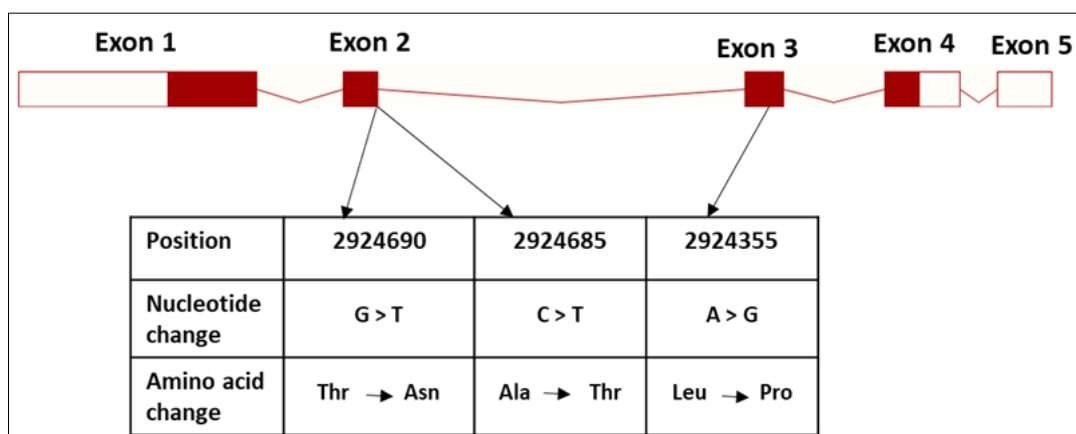 Exon 1 Exon 2 Exon 3 Exon 4 Exon 5
Position 2924690 2924685 2924355
Nucleotide change G > T C > T A > G
Amino acid change Thr → Asn Ala → Thr Leu → Pro